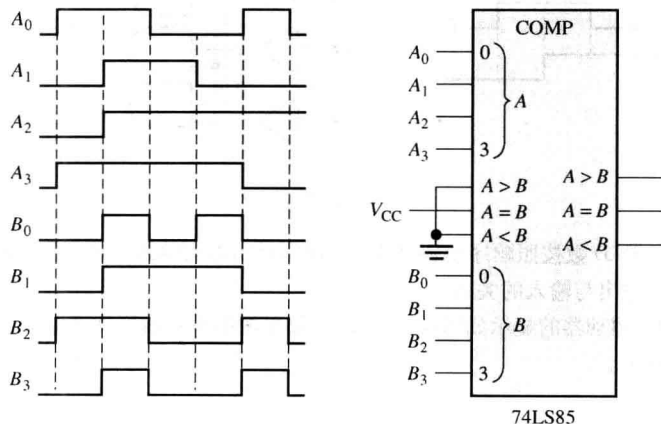 A₀
A₁
A₂
A₃
B₀
B₁
B₂
B₃
COMP
A₀
0
A₁
A
A₂
A₃
3
A > B
A > B
V_CC
A = B
A = B
A < B
A < B
B₀
0
B₁
B
B₂
B₃
3
74LS85